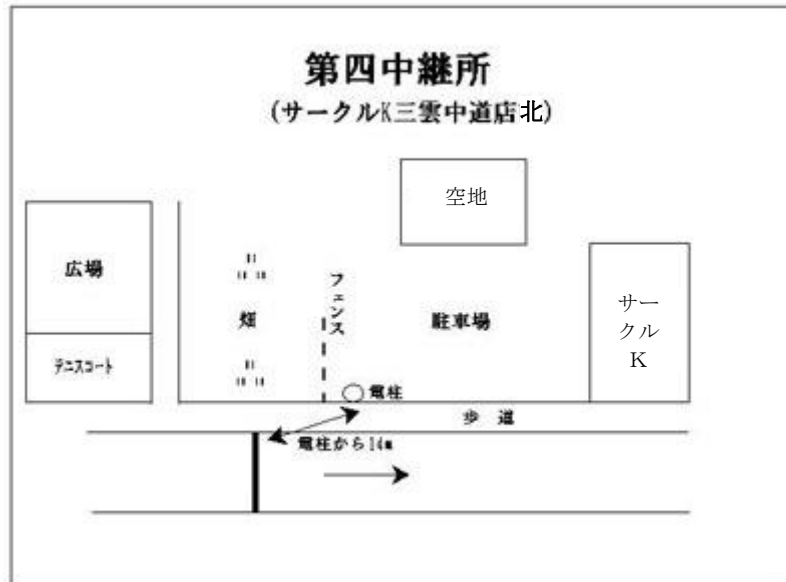 第四中継所
(サークルK三雲中道店北)
空地
広場
畑
フェンス
駐車場
サー
クル
K
テニスコート
電柱
歩 道
電柱から14m